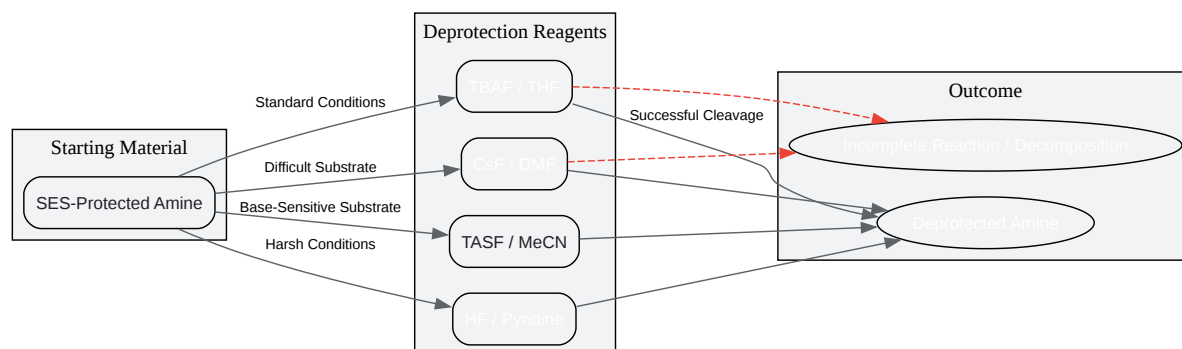 Starting Material
SES-Protected Amine
Standard Conditions
Difficult Substrate
Base-Sensitive Substrate
Harsh Conditions
Deprotection Reagents
TBAF / THF
CsF / DMF
TASF / MeCN
HF / Pyridine
Successful Cleavage
Outcome
Incomplete Reaction / Decomposition
Deprotected Amine